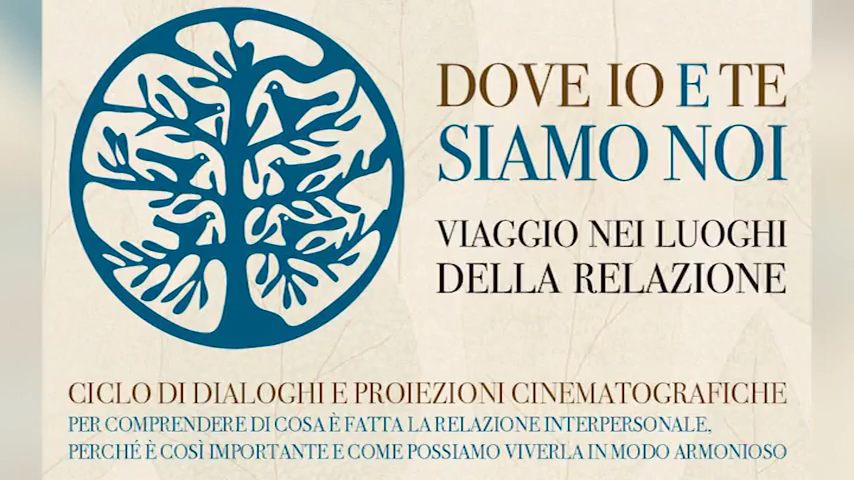 DOVE IO E TE
SIAMO NOI
VIAGGIO NEI LUOGHI
DELLA RELAZIONE
CICLO DI DIALOGHI E PROIEZIONI CINEMATOGRAFICHE
PER COMPRENDERE DI COSA È FATTA LA RELAZIONE INTERPERSONALE,
PERCHÉ È COSÌ IMPORTANTE E COME POSSIAMO VIVERLA IN MODO ARMONIOSO